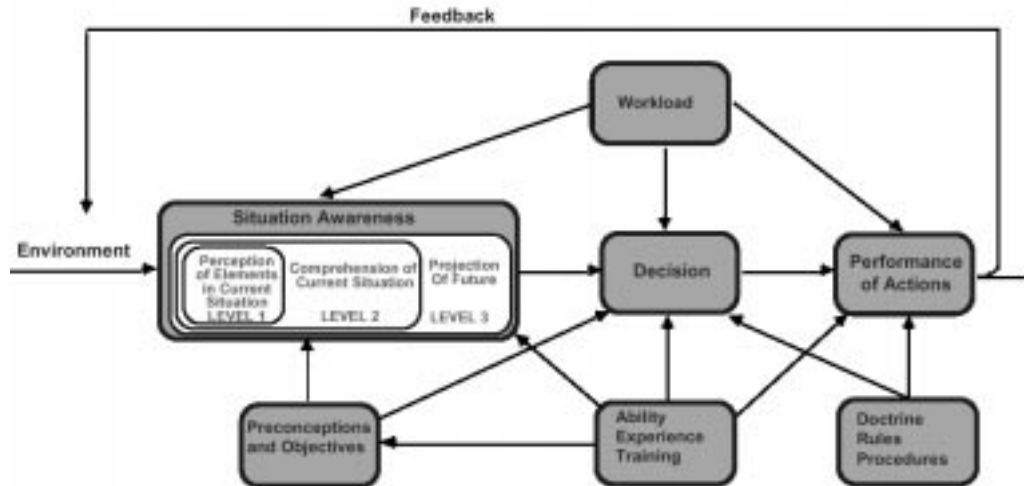 Feedback
Workload
Situation Awareness
Environment
Perception
of Elements
in Current
Situation
LEVEL 1
Comprehension of
Current Situation
LEVEL 2
Projection
Of Future
LEVEL 3
Decision
Performance
of Actions
Preconceptions
and Objectives
Ability
Experience
Training
Doctrine
Rules
Procedures